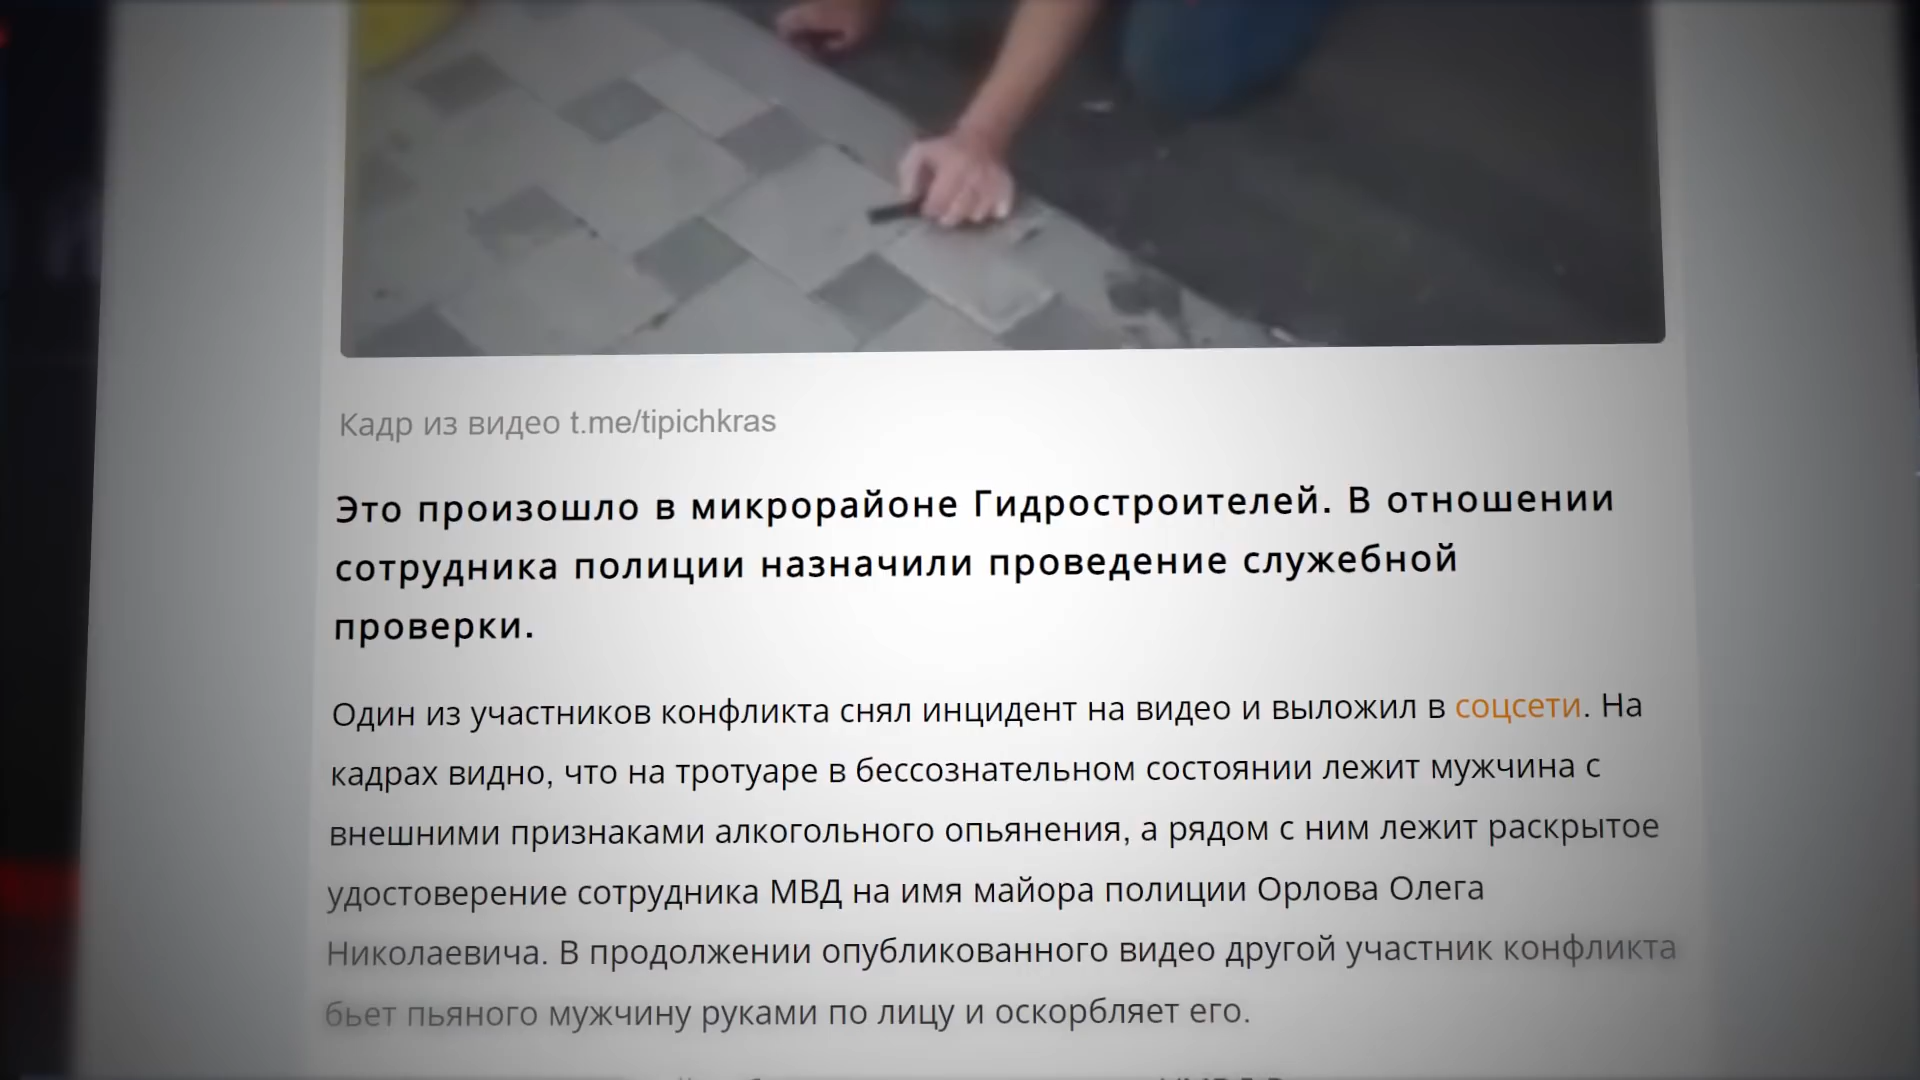 Кадр из видео t.me/tipichkras
Это произошло в микрорайоне Гидростроителей. В отношении
сотрудника полиции назначили проведение служебной
проверки.
Один из участников конфликта снял инцидент на видео и выложил в соцсети. На
кадрах видно, что на тротуаре в бессознательном состоянии лежит мужчина с
внешними признаками алкогольного опьянения, а рядом с ним лежит раскрытое
удостоверение сотрудника МВД на имя майора полиции Орлова Олега
Николаевича. В продолжении опубликованного видео другой участник конфликта
бьет пьяного мужчину руками по лицу и оскорбляет его.